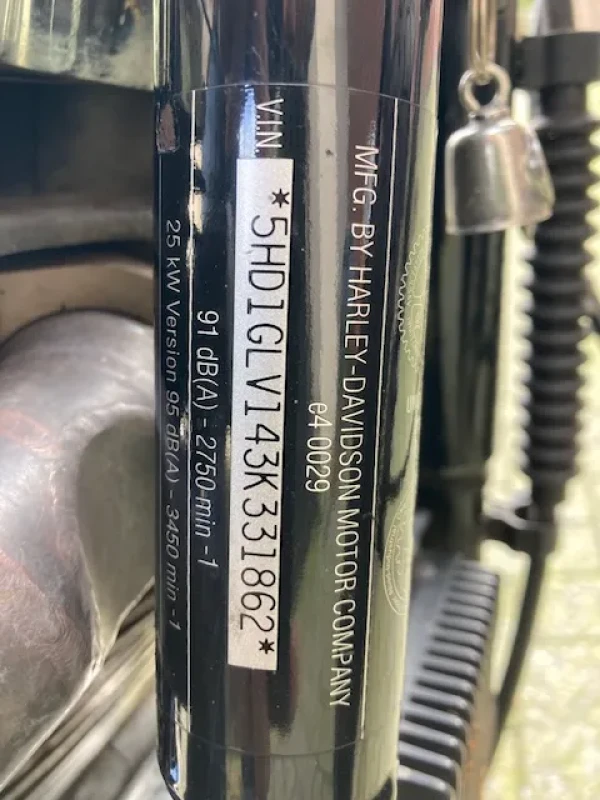 MFG. BY HARLEY-DAVIDSON MOTOR COMPANY
e4 0029
V.I.N. *5HD1GLV143K331862*
91 dB(A) - 2750 min -1
25 kW Version 95 dB(A) - 3450 min -1